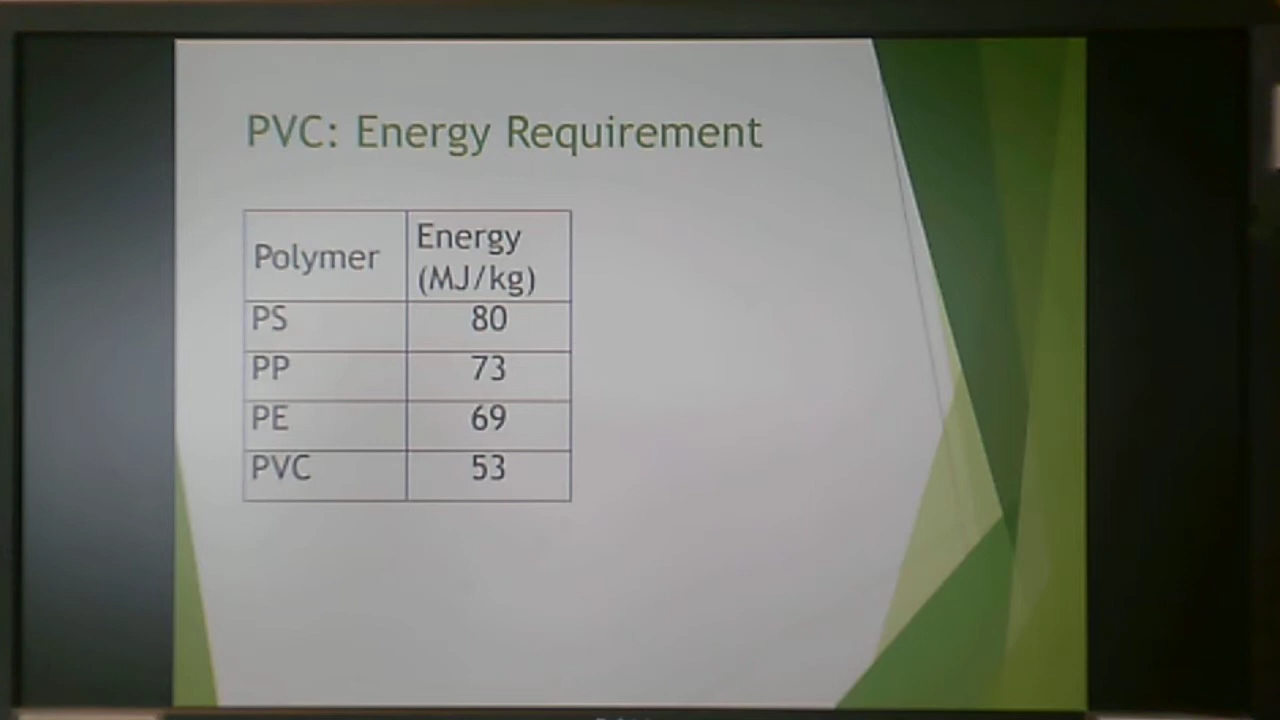 PVC: Energy Requirement
Polymer
Energy
(MJ/kg)
PS 80
PP 73
PE 69
PVC 53